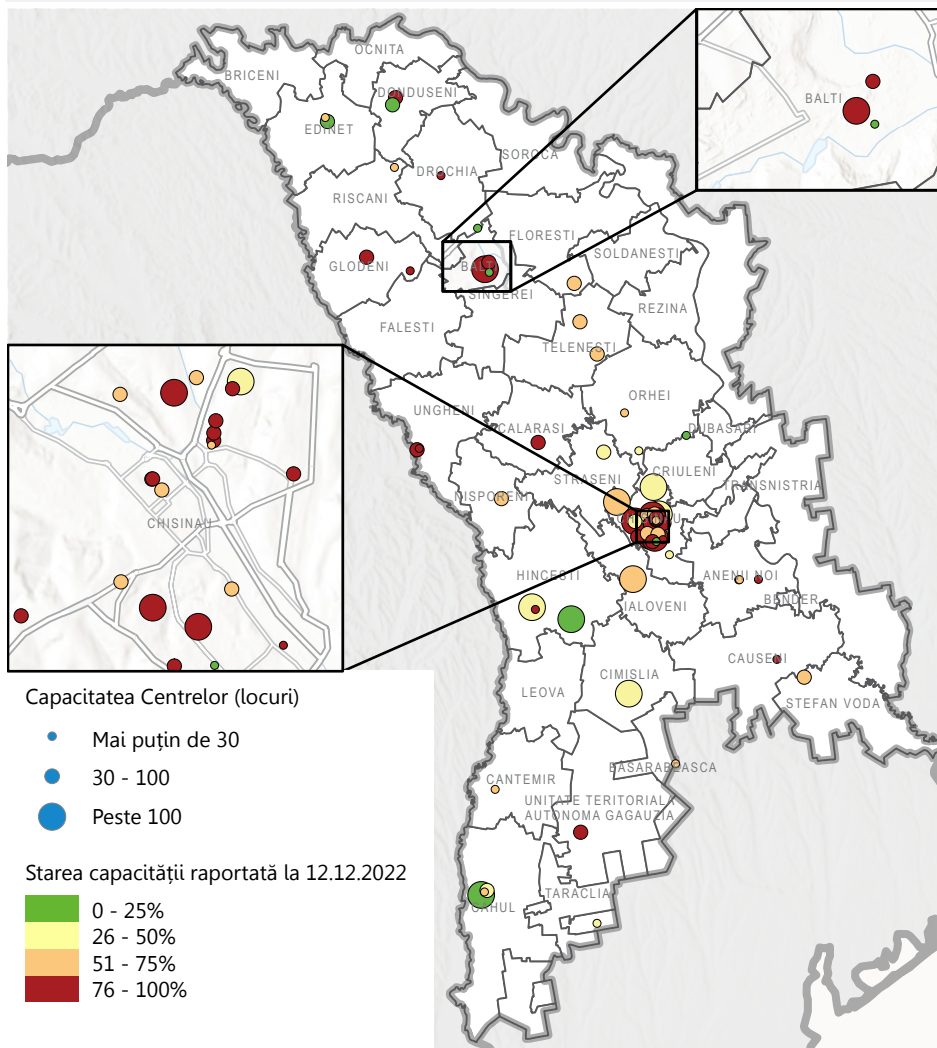 OCNITA
BRICENI
DONDUSENI
EDINET
SOROCA
DROCHIA
RISCANI
FLORESTI
SOLDANESTI
GLODENI
BALTI
SINGEREI
REZINA
FALESTI
TELENESTI
ORHEI
UNGHENI
CALARASI
DUBASARI
CRIULENI
STRASENI
TRANSNISTRIA
NISPORENI
ANENII NOI
HINCESTI
BENDER
IALOVENI
CAUSENI
CIMISLIA
LEOVA
STEFAN VODA
BASARABEASCA
CANTEMIR
UNITATE TERITORIALA
AUTONOMA GAGAUZIA
TARACLIA
CAHUL
BALTI
CHISINAU
Capacitatea Centrelor (locuri)
Mai puțin de 30
30 - 100
Peste 100
Starea capacității raportată la 12.12.2022
0 - 25%
26 - 50%
51 - 75%
76 - 100%